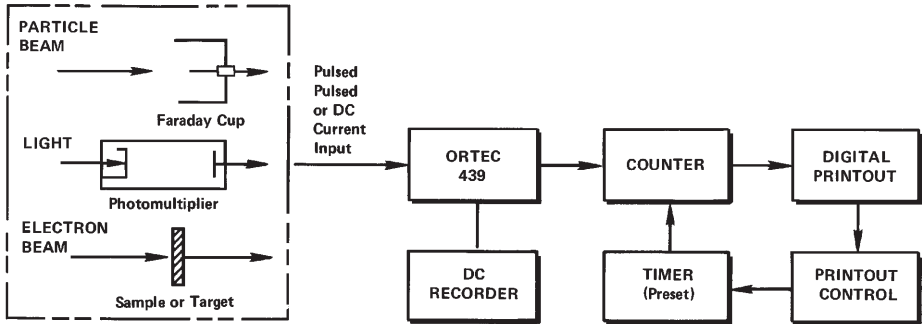 PARTICLE
BEAM
Faraday Cup
LIGHT
Photomultiplier
ELECTRON
BEAM
Sample or Target
Pulsed
Pulsed
or DC
Current
Input
ORTEC
439
DC
RECORDER
COUNTER
TIMER
(Preset)
DIGITAL
PRINTOUT
PRINTOUT
CONTROL